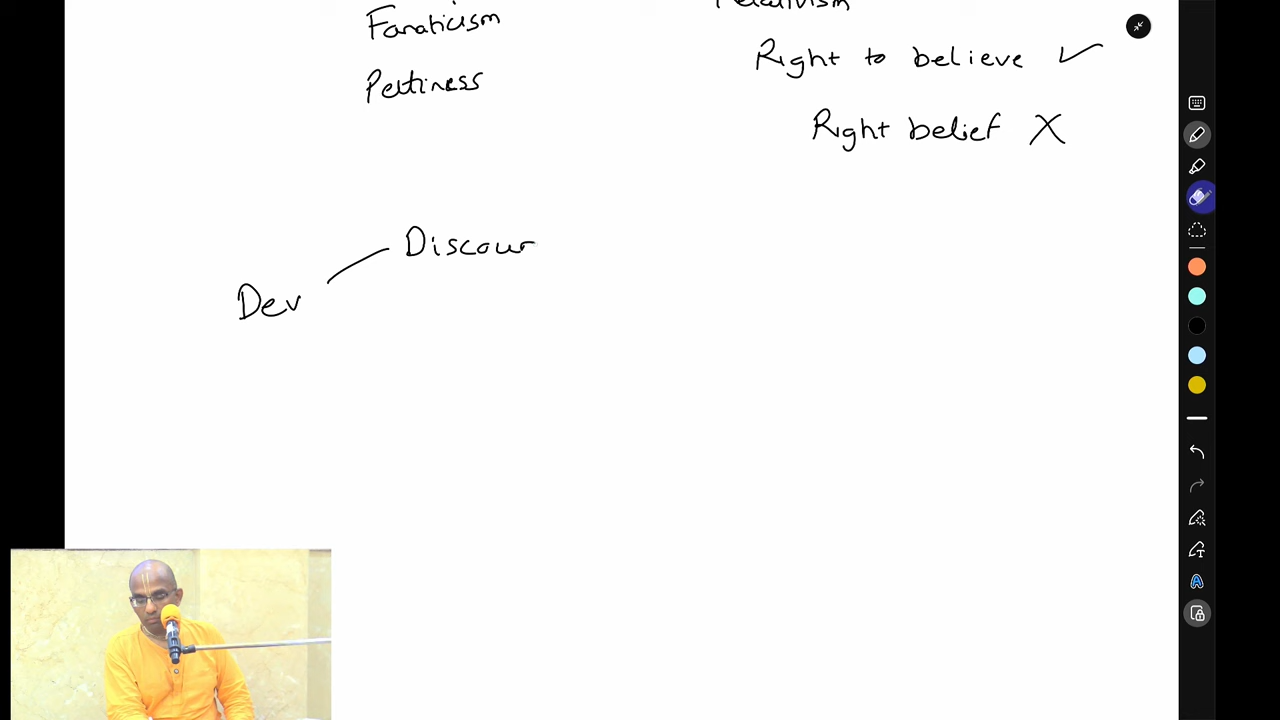 Fanaticism
Right to believe ✓
Pettiness
Right belief X
Discour
Dev